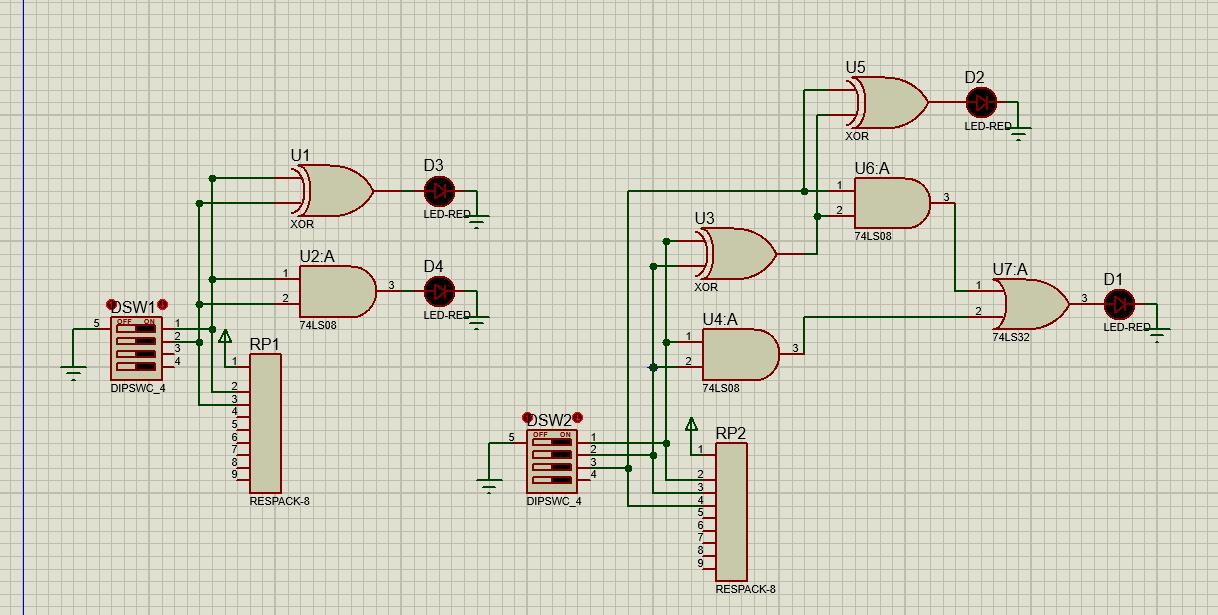 U5
D2
XOR
LED-RED
U1
D3
XOR
LED-RED
U6:A
1
2
3
74LS08
U3
XOR
U2:A
1
2
3
74LS08
D4
LED-RED
U7:A
1
2
3
74LS32
D1
LED-RED
DSW1
OFF ON
5
1
2
3
4
DIPSWC_4
RP1
1
2
3
4
5
6
7
8
9
RESPACK-8
U4:A
1
2
3
74LS08
DSW2
OFF ON
5
1
2
3
4
DIPSWC_4
RP2
1
2
3
4
5
6
7
8
9
RESPACK-8